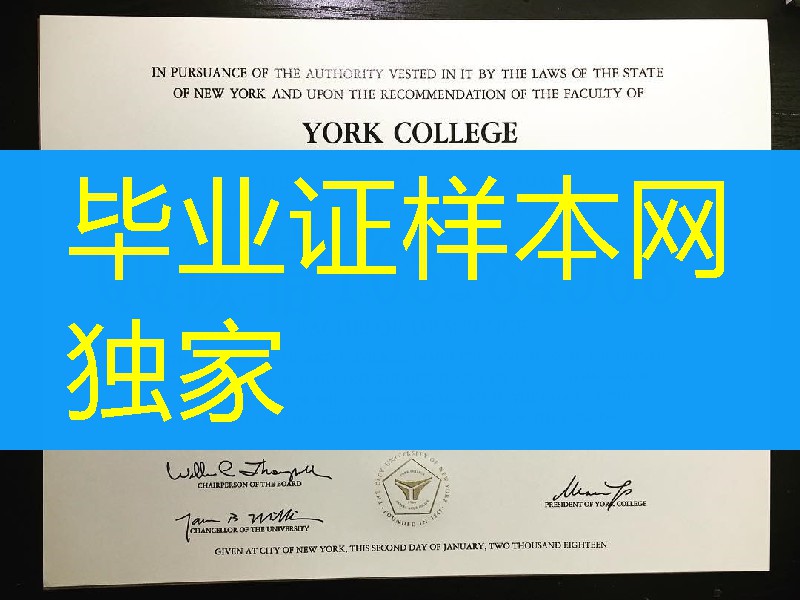 IN PURSUANCE OF THE AUTHORITY VESTED IN IT BY THE LAWS OF THE STATE
OF NEW YORK AND UPON THE RECOMMENDATION OF THE FACULTY OF
YORK COLLEGE
毕业证样本网
独家
CHAIRPERSON OF THE BOARD
PRESIDENT OF YORK COLLEGE
CHANCELLOR OF THE UNIVERSITY
GIVEN AT CITY OF NEW YORK, THIS SECOND DAY OF JANUARY, TWO THOUSAND EIGHTEEN